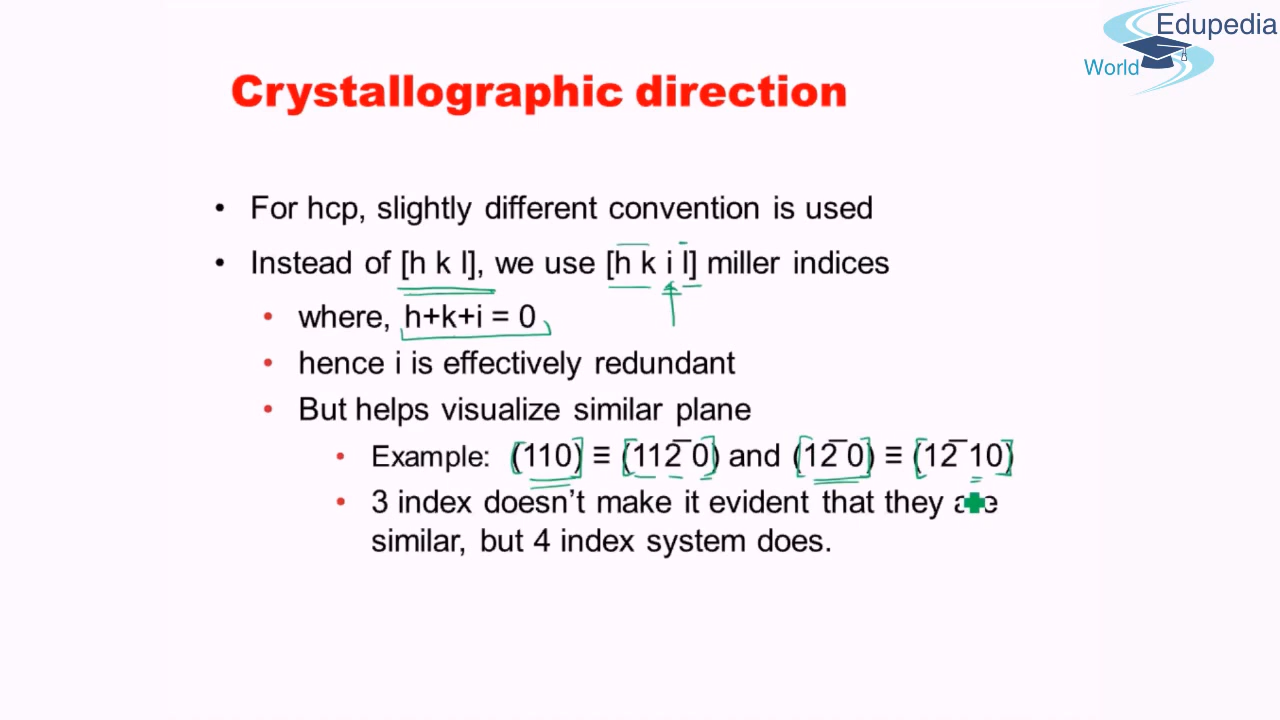 Edupedia
World
Crystallographic direction
• For hcp, slightly different convention is used
• Instead of [h k l], we use [h k i l] miller indices
• where, h+k+i = 0
• hence i is effectively redundant
• But helps visualize similar plane
• Example: (110) ≡ (112̅ 0) and (12̅ 0) ≡ (12̅ 10)
• 3 index doesn’t make it evident that they are
similar, but 4 index system does.